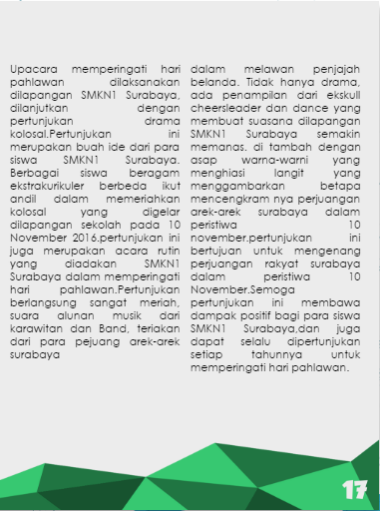 Upacara memperingati hari
pahlawan dilaksanakan
dilapangan SMKN1 Surabaya,
dilanjutkan dengan
pertunjukan drama
kolosal.Pertunjukan ini
merupakan buah ide dari para
siswa SMKN1 Surabaya.
Berbagai siswa beragam
ekstrakurikuler berbeda ikut
andil dalam memeriahkan
kolosal yang digelar
dilapangan sekolah pada 10
November 2016.pertunjukan ini
juga merupakan acara rutin
yang diadakan SMKN1
Surabaya dalam memperingati
hari pahlawan.Pertunjukan
berlangsung sangat meriah,
suara alunan musik dari
karawitan dan Band, teriakan
dari para pejuang arek-arek
surabaya
dalam melawan penjajah
belanda. Tidak hanya drama,
ada penampilan dari ekskull
cheersleader dan dance yang
membuat suasana dilapangan
SMKN1 Surabaya semakin
memanas. di tambah dengan
asap warna-warni yang
menghiasi langit yang
menggambarkan betapa
mencengkram nya perjuangan
arek-arek surabaya dalam
peristiwa 10
november.pertunjukan ini
bertujuan untuk mengenang
perjuangan rakyat surabaya
dalam peristiwa 10
November.Semoga
pertunjukan ini membawa
dampak positif bagi para siswa
SMKN1 Surabaya,dan juga
dapat selalu dipertunjukan
setiap tahunnya untuk
memperingati hari pahlawan.
17